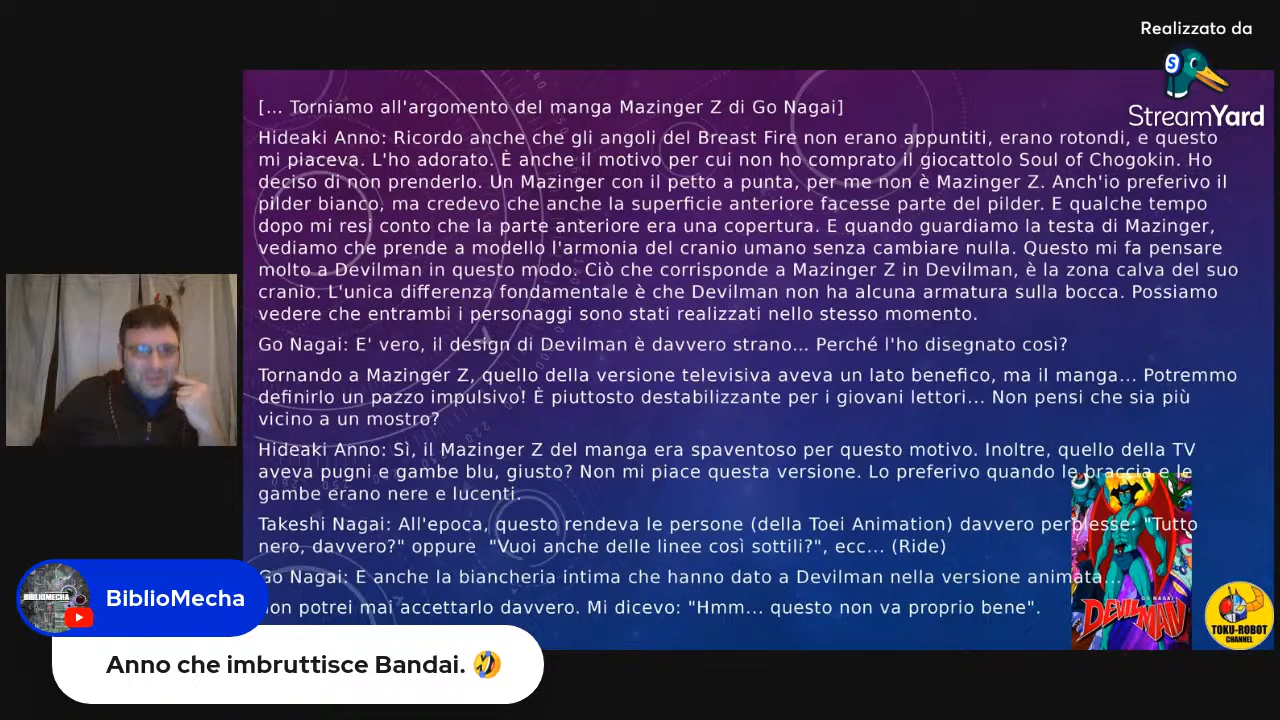 Realizzato da
StreamYard
[... Torniamo all'argomento del manga Mazinger Z di Go Nagai]
Hideaki Anno: Ricordo anche che gli angoli del Breast Fire non erano appuntiti, erano rotondi, e questo
mi piaceva. L'ho adorato. È anche il motivo per cui non ho comprato il giocattolo Soul of Chogokin. Ho
deciso di non prenderlo. Un Mazinger con il petto a punta, per me non è Mazinger Z. Anch'io preferivo il
pilder bianco, ma credevo che anche la superficie anteriore facesse parte del pilder. E qualche tempo
dopo mi resi conto che la parte anteriore era una copertura. E quando guardiamo la testa di Mazinger,
vediamo che prende a modello l'armonia del cranio umano senza cambiare nulla. Questo mi fa pensare
molto a Devilman in questo modo. Ciò che corrisponde a Mazinger Z in Devilman, è la zona calva del suo
cranio. L'unica differenza fondamentale è che Devilman non ha alcuna armatura sulla bocca. Possiamo
vedere che entrambi i personaggi sono stati realizzati nello stesso momento.
Go Nagai: E' vero, il design di Devilman è davvero strano... Perché l'ho disegnato così?
Tornando a Mazinger Z, quello della versione televisiva aveva un lato benefico, ma il manga... Potremmo
definirlo un pazzo impulsivo! È piuttosto destabilizzante per i giovani lettori... Non pensi che sia più
vicino a un mostro?
Hideaki Anno: Sì, il Mazinger Z del manga era spaventoso per questo motivo. Inoltre, quello della TV
aveva pugni e gambe blu, giusto? Non mi piace questa versione. Lo preferivo quando le braccia e le
gambe erano nere e lucenti.
Takeshi Nagai: All'epoca, questo rendeva le persone (della Toei Animation) davvero perplesse: "Tutto
nero, davvero?" oppure "Vuoi anche delle linee così sottili?", ecc... (Ride)
Go Nagai: E anche la biancheria intima che hanno dato a Devilman nella versione animata...
non potrei mai accettarlo davvero. Mi dicevo: "Hmm... questo non va proprio bene".
GO NAGAI
DEVILMAN
TOKU-ROBOT
CHANNEL
BIBLIOMECHA
BiblioMecha
Anno che imbruttisce Bandai. 🤣